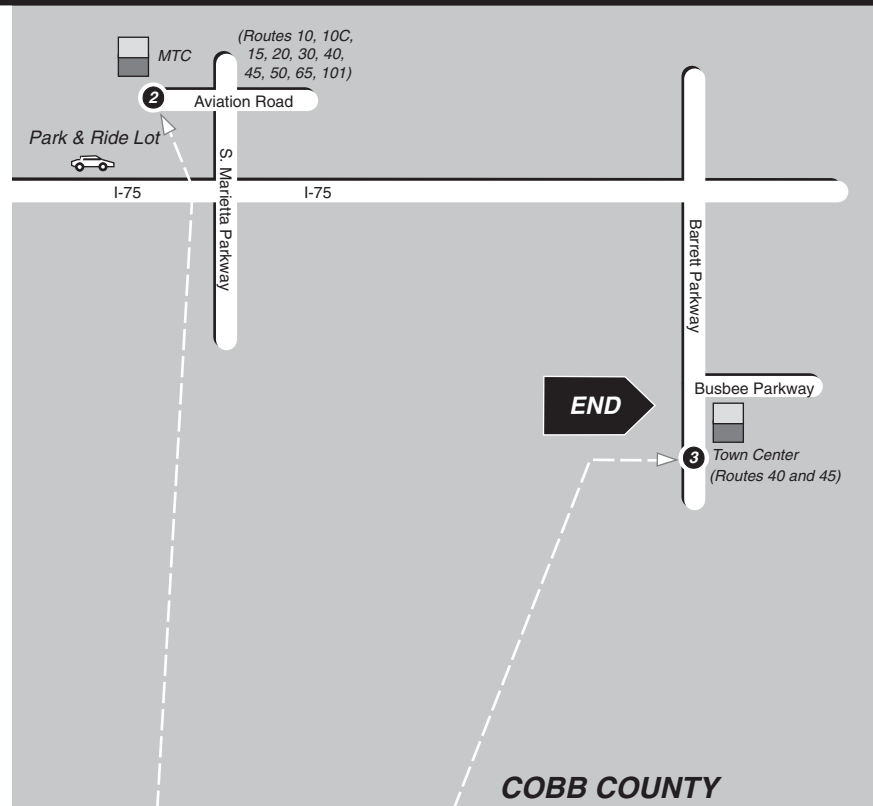 MTC
(Routes 10, 10C,
15, 20, 30, 40,
45, 50, 65, 101)
2
Aviation Road
Park & Ride Lot
I-75
I-75
S. Marietta Parkway
Barrett Parkway
Busbee Parkway
END
3
Town Center
(Routes 40 and 45)
COBB COUNTY